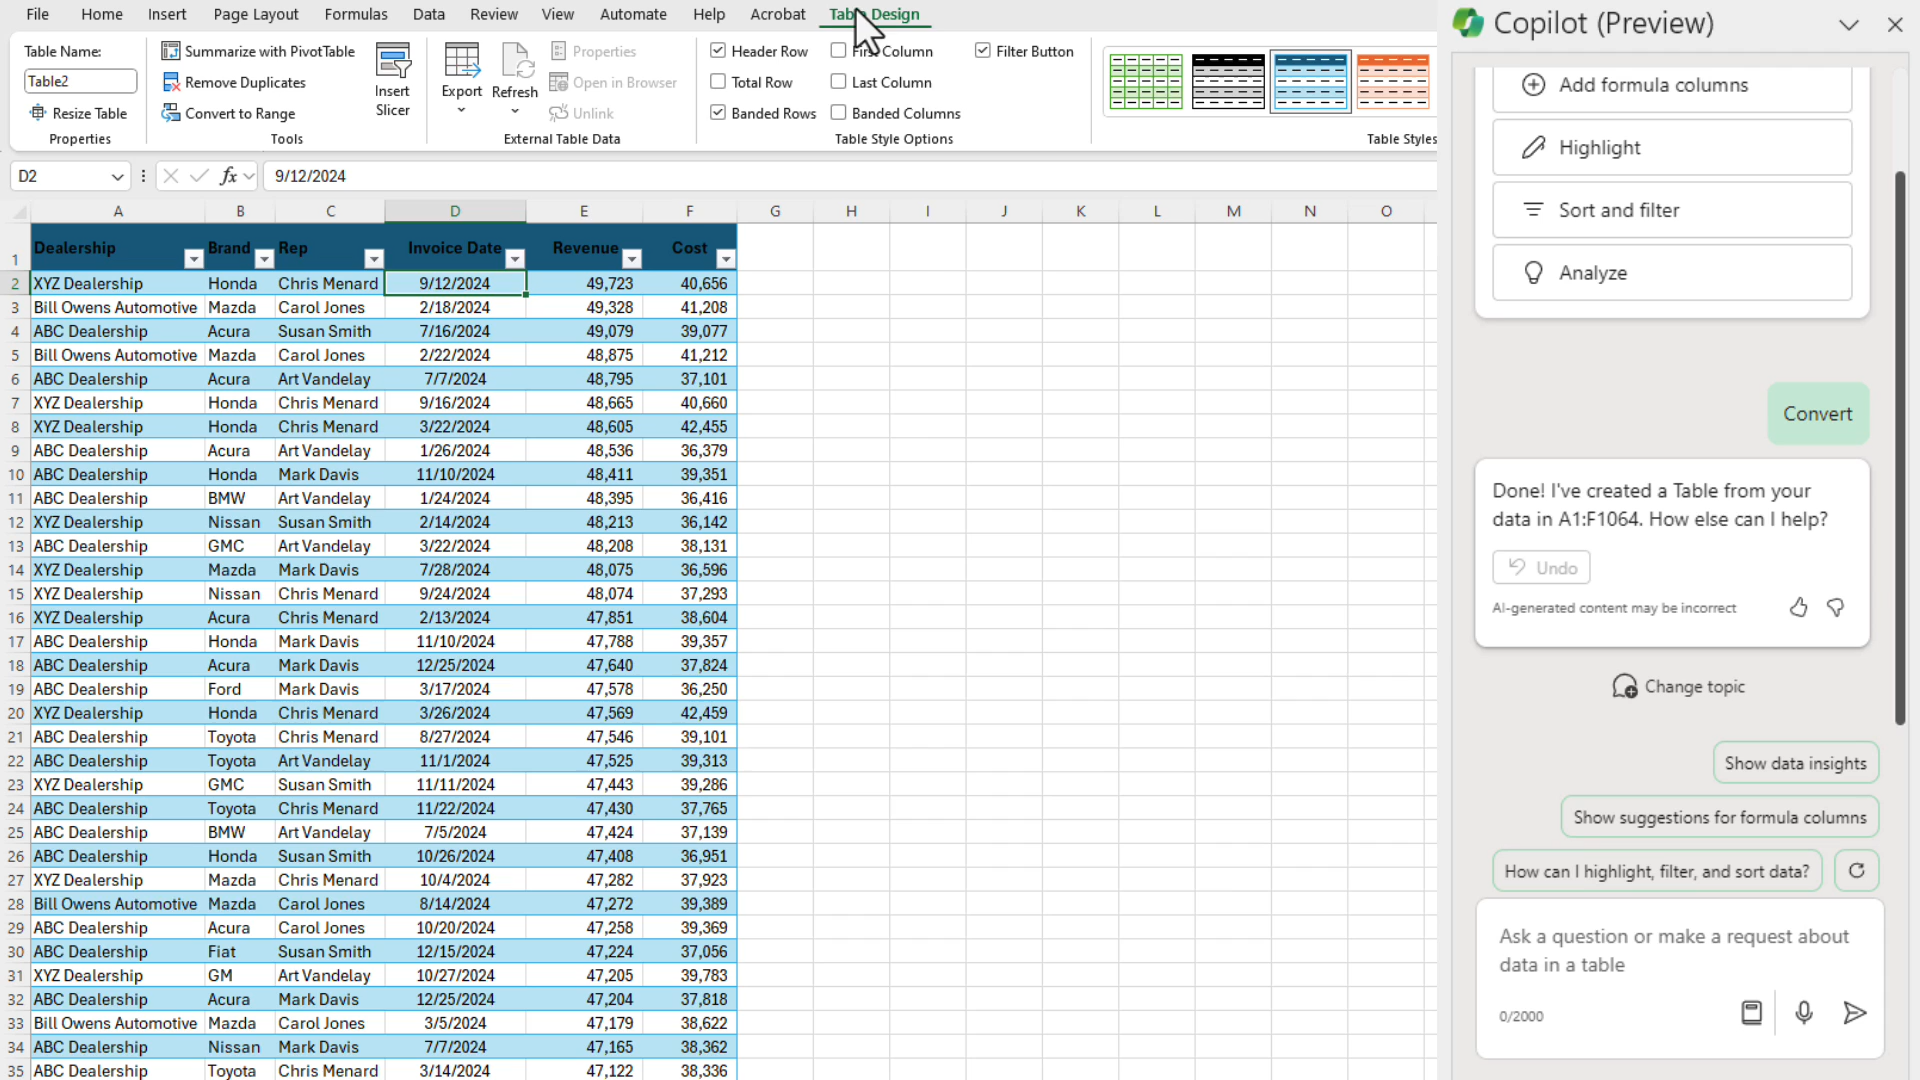 File Home Insert Page Layout Formulas Data Review View Automate Help Acrobat Table Design
Table Name:
Table2
Resize Table
Properties
Summarize with PivotTable
Remove Duplicates
Convert to Range
Insert
Slicer
Tools
Export
Refresh
Properties
Open in Browser
Unlink
External Table Data
Header Row
Total Row
Banded Rows
First Column
Last Column
Banded Columns
Filter Button
Table Style Options
Table Styles
D2 fx 9/12/2024
A B C D E F G H I J K L M N O
1 Dealership Brand Rep Invoice Date Revenue Cost
2 XYZ Dealership Honda Chris Menard 9/12/2024 49,723 40,656
3 Bill Owens Automotive Mazda Carol Jones 2/18/2024 49,328 41,208
4 ABC Dealership Acura Susan Smith 7/16/2024 49,079 39,077
5 Bill Owens Automotive Mazda Carol Jones 2/22/2024 48,875 41,212
6 ABC Dealership Acura Art Vandelay 7/7/2024 48,795 37,101
7 XYZ Dealership Honda Chris Menard 9/16/2024 48,665 40,660
8 XYZ Dealership Honda Chris Menard 3/22/2024 48,605 42,455
9 ABC Dealership Acura Art Vandelay 1/26/2024 48,536 36,379
10 ABC Dealership Honda Mark Davis 11/10/2024 48,411 39,351
11 ABC Dealership BMW Art Vandelay 1/24/2024 48,395 36,416
12 XYZ Dealership Nissan Susan Smith 2/14/2024 48,213 36,142
13 ABC Dealership GMC Art Vandelay 3/22/2024 48,208 38,131
14 XYZ Dealership Mazda Mark Davis 7/28/2024 48,075 36,596
15 XYZ Dealership Nissan Chris Menard 9/24/2024 48,074 37,293
16 XYZ Dealership Acura Chris Menard 2/13/2024 47,851 38,604
17 ABC Dealership Honda Mark Davis 11/10/2024 47,788 39,357
18 ABC Dealership Acura Mark Davis 12/25/2024 47,640 37,824
19 ABC Dealership Ford Mark Davis 3/17/2024 47,578 36,250
20 XYZ Dealership Honda Chris Menard 3/26/2024 47,569 42,459
21 ABC Dealership Toyota Chris Menard 8/27/2024 47,546 39,101
22 ABC Dealership Toyota Art Vandelay 11/1/2024 47,525 39,313
23 XYZ Dealership GMC Susan Smith 11/11/2024 47,443 39,286
24 ABC Dealership Toyota Chris Menard 11/22/2024 47,430 37,765
25 ABC Dealership BMW Art Vandelay 7/5/2024 47,424 37,139
26 ABC Dealership Honda Susan Smith 10/26/2024 47,408 36,951
27 XYZ Dealership Mazda Chris Menard 10/4/2024 47,282 37,923
28 Bill Owens Automotive Mazda Carol Jones 8/14/2024 47,272 39,389
29 ABC Dealership Acura Carol Jones 10/20/2024 47,258 39,369
30 ABC Dealership Fiat Susan Smith 12/15/2024 47,224 37,056
31 XYZ Dealership GM Art Vandelay 10/27/2024 47,205 39,783
32 ABC Dealership Acura Mark Davis 12/25/2024 47,204 37,818
33 Bill Owens Automotive Mazda Carol Jones 3/5/2024 47,179 38,622
34 ABC Dealership Nissan Mark Davis 7/7/2024 47,165 38,362
35 ABC Dealership Toyota Chris Menard 3/14/2024 47,122 38,336
Copilot (Preview)
Add formula columns
Highlight
Sort and filter
Analyze
Convert
Done! I've created a Table from your
data in A1:F1064. How else can I help?
Undo
AI-generated content may be incorrect
Change topic
Show data insights
Show suggestions for formula columns
How can I highlight, filter, and sort data?
Ask a question or make a request about
data in a table
0/2000